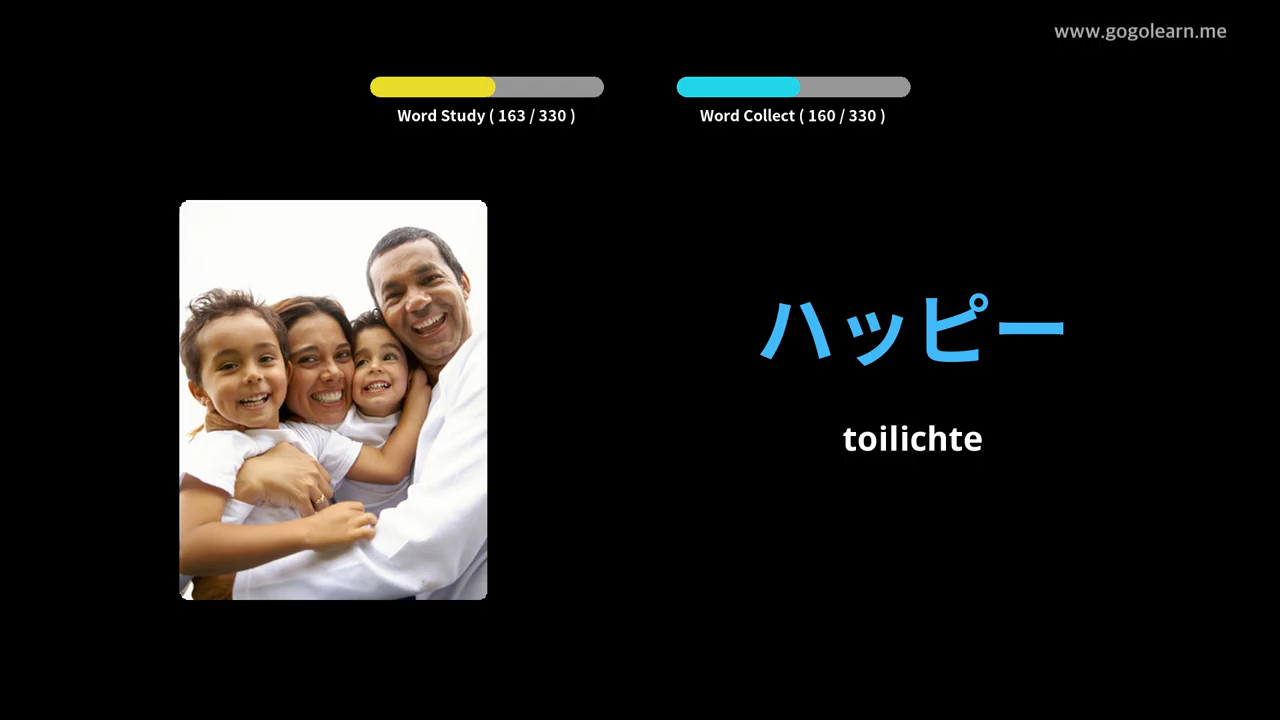 www.gogolearn.me
Word Study ( 163 / 330 )
Word Collect ( 160 / 330 )
ハッピー
toilichte